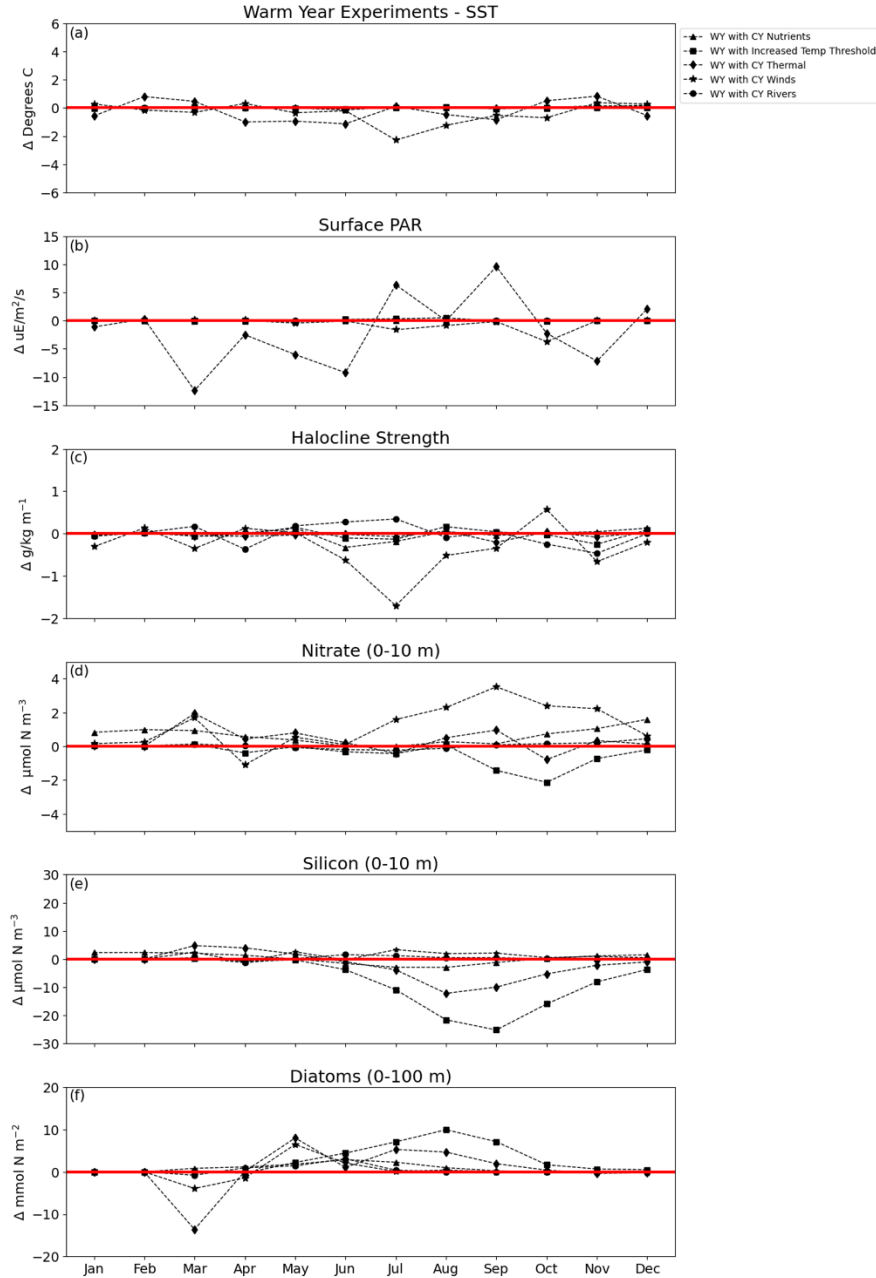 Warm Year Experiments - SST
(a)
Δ Degrees C
6
4
2
0
−2
−4
−6
WY with CY Nutrients
WY with Increased Temp Threshold
WY with CY Thermal
WY with CY Winds
WY with CY Rivers
Surface PAR
(b)
Δ uE/m²/s
15
10
5
0
−5
−10
−15
Halocline Strength
(c)
Δ g/kg m⁻¹
2
1
0
−1
−2
Nitrate (0-10 m)
(d)
Δ μmol N m⁻³
4
2
0
−2
−4
Silicon (0-10 m)
(e)
Δ μmol N m⁻³
30
20
10
0
−10
−20
−30
Diatoms (0-100 m)
(f)
Δ mmol N m⁻²
20
10
0
−10
−20
Jan Feb Mar Apr May Jun Jul Aug Sep Oct Nov Dec